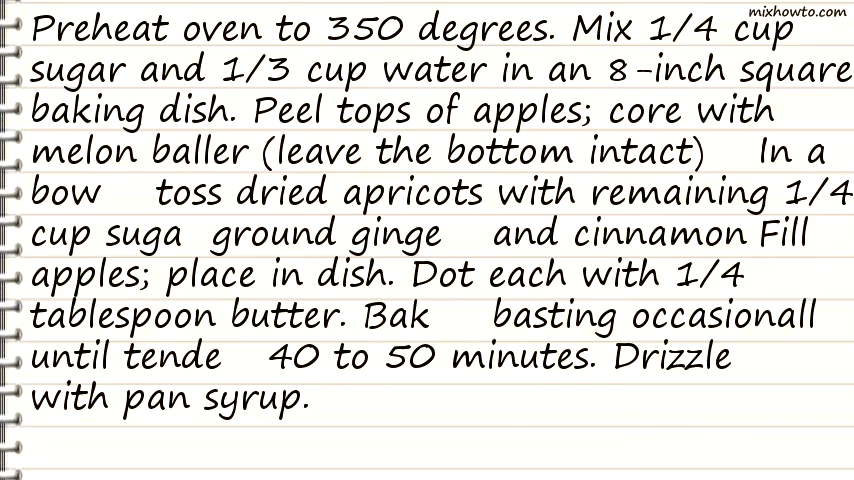 mixhowto.com
Preheat oven to 350 degrees. Mix 1/4 cup
sugar and 1/3 cup water in an 8-inch square
baking dish. Peel tops of apples; core with
melon baller (leave the bottom intact) In a
bow toss dried apricots with remaining 1/4
cup suga ground ginge and cinnamon Fill
apples; place in dish. Dot each with 1/4
tablespoon butter. Bak basting occasionall
until tende 40 to 50 minutes. Drizzle
with pan syrup.